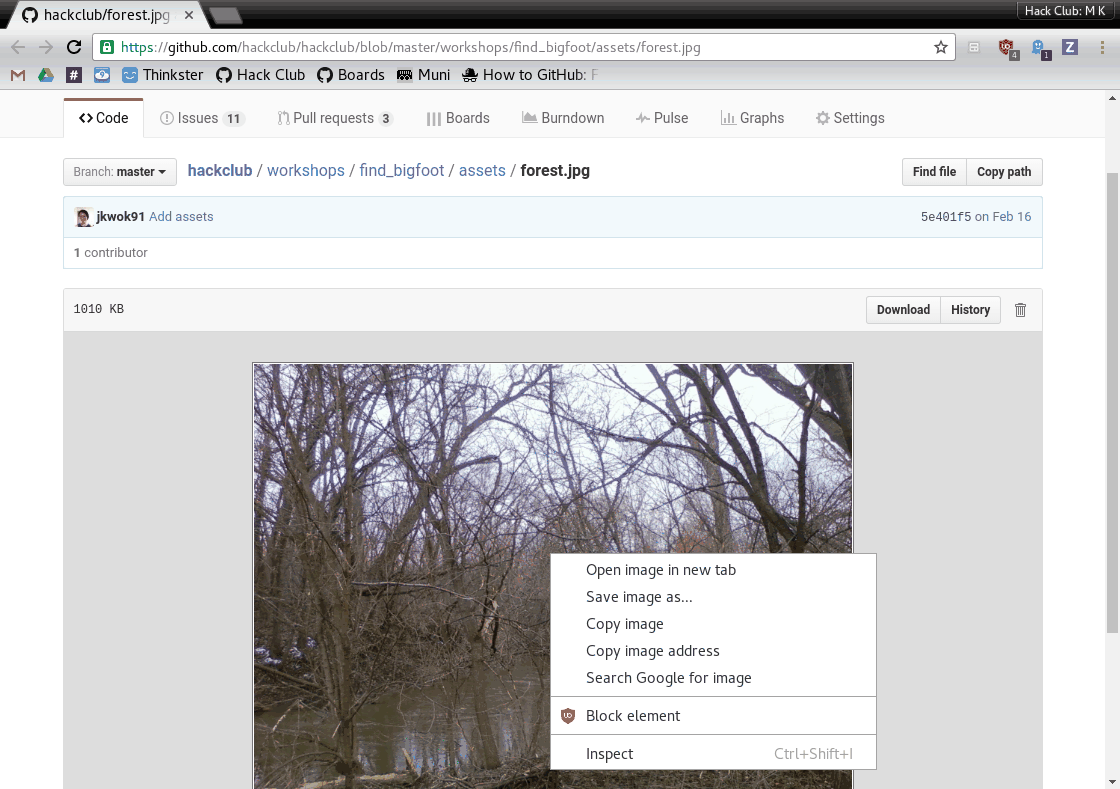 hackclub/forest.jpg
Hack Club: M K
https://github.com/hackclub/hackclub/blob/master/workshops/find_bigfoot/assets/forest.jpg
4 1 Z
# Thinkster Hack Club Boards Muni How to GitHub: F
Code Issues 11 Pull requests 3 Boards Burndown Pulse Graphs Settings
Branch: master hackclub / workshops / find_bigfoot / assets / forest.jpg Find file Copy path
jkwok91 Add assets 5e401f5 on Feb 16
1 contributor
1010 KB Download History
Open image in new tab
Save image as...
Copy image
Copy image address
Search Google for image
Block element
Inspect Ctrl+Shift+I